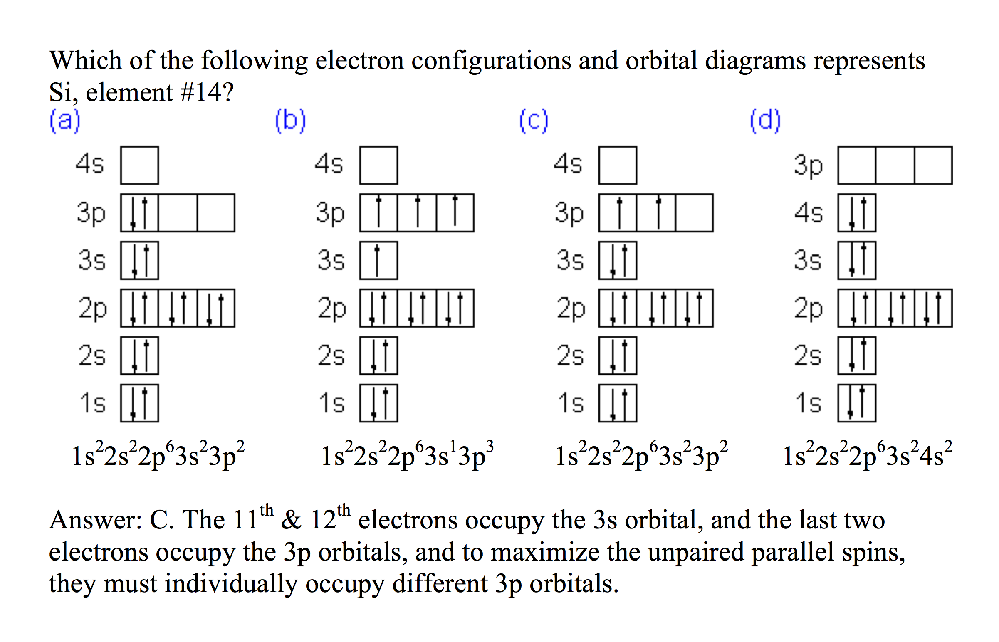 Which of the following electron configurations and orbital diagrams represents
Si, element #14?
(a) (b) (c) (d)
4s 4s 4s 3p
3p 3p 3p 4s
3s 3s 3s 3s
2p 2p 2p 2p
2s 2s 2s 2s
1s 1s 1s 1s
1s²2s²2p⁶3s²3p² 1s²2s²2p⁶3s¹3p³ 1s²2s²2p⁶3s²3p² 1s²2s²2p⁶3s²4s²
Answer: C. The 11ᵗʰ & 12ᵗʰ electrons occupy the 3s orbital, and the last two
electrons occupy the 3p orbitals, and to maximize the unpaired parallel spins,
they must individually occupy different 3p orbitals.